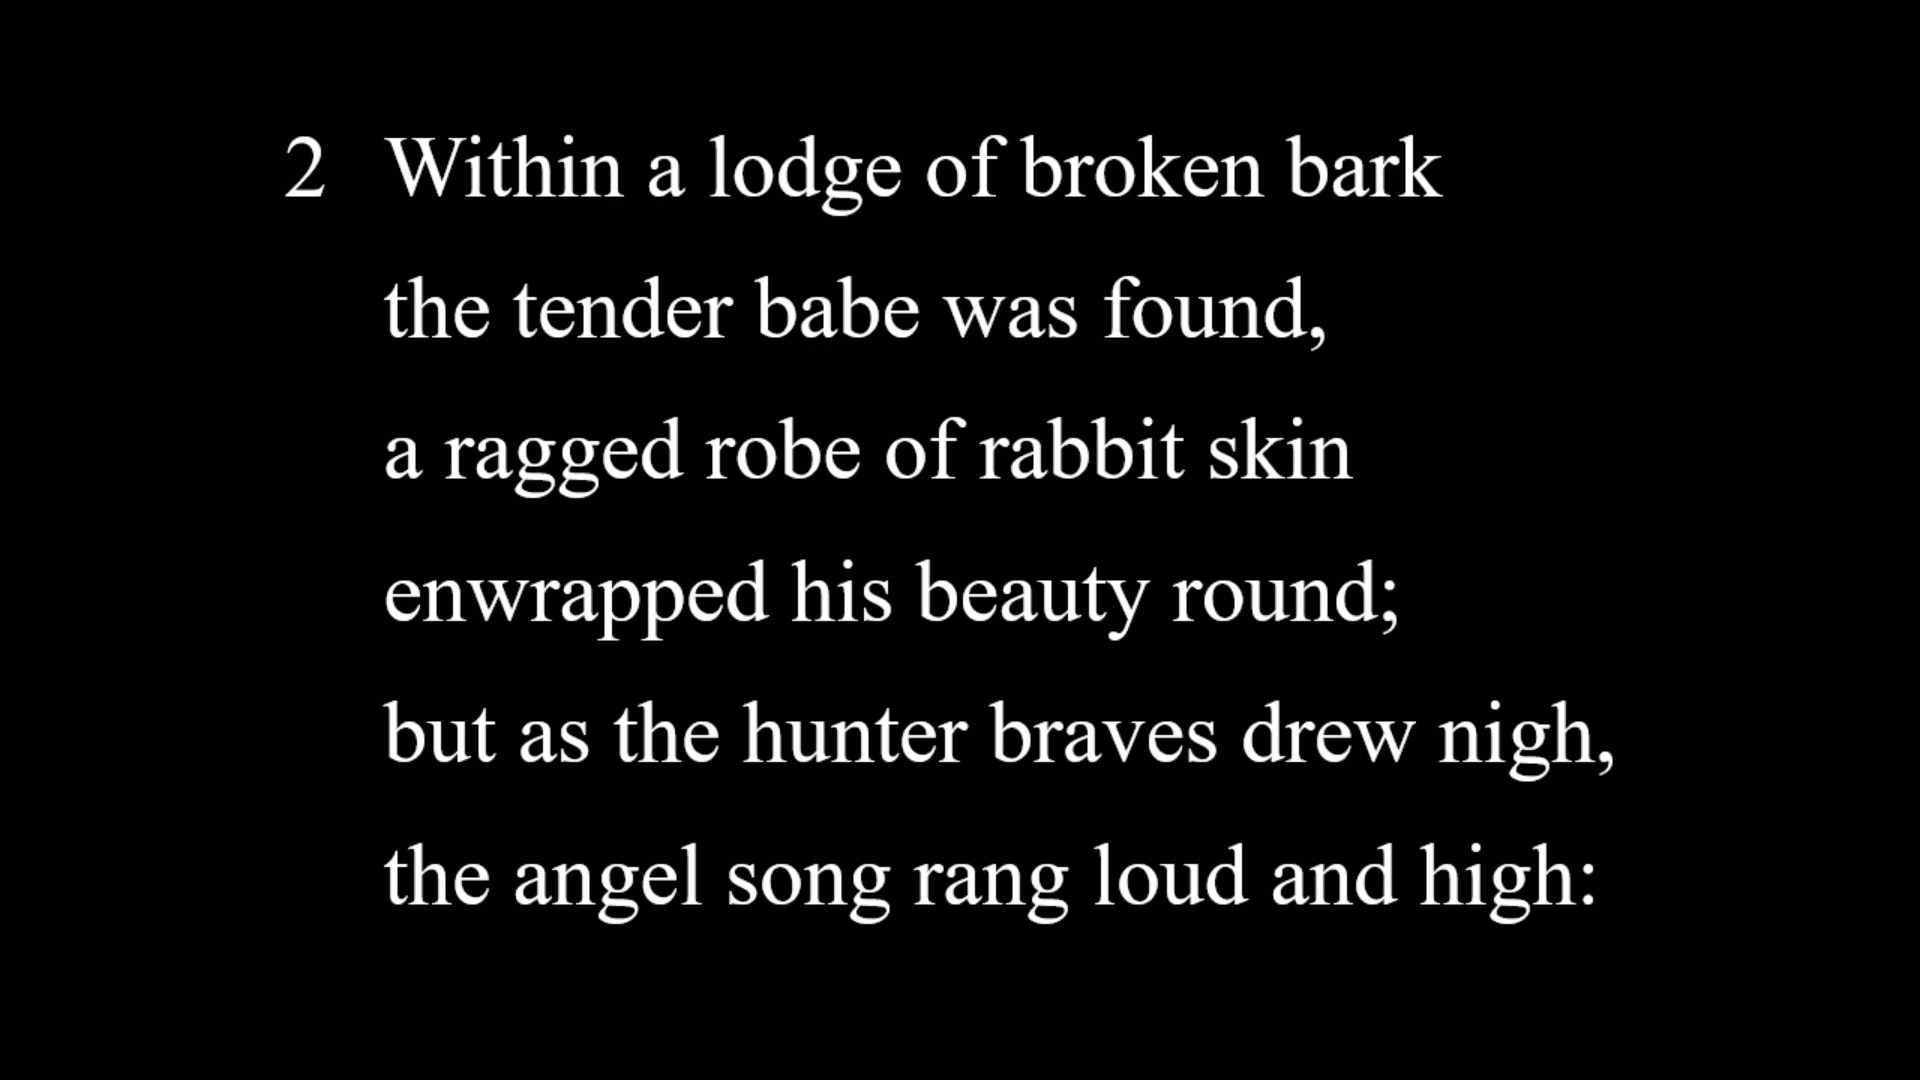 2 Within a lodge of broken bark
the tender babe was found,
a ragged robe of rabbit skin
enwrapped his beauty round;
but as the hunter braves drew nigh,
the angel song rang loud and high: